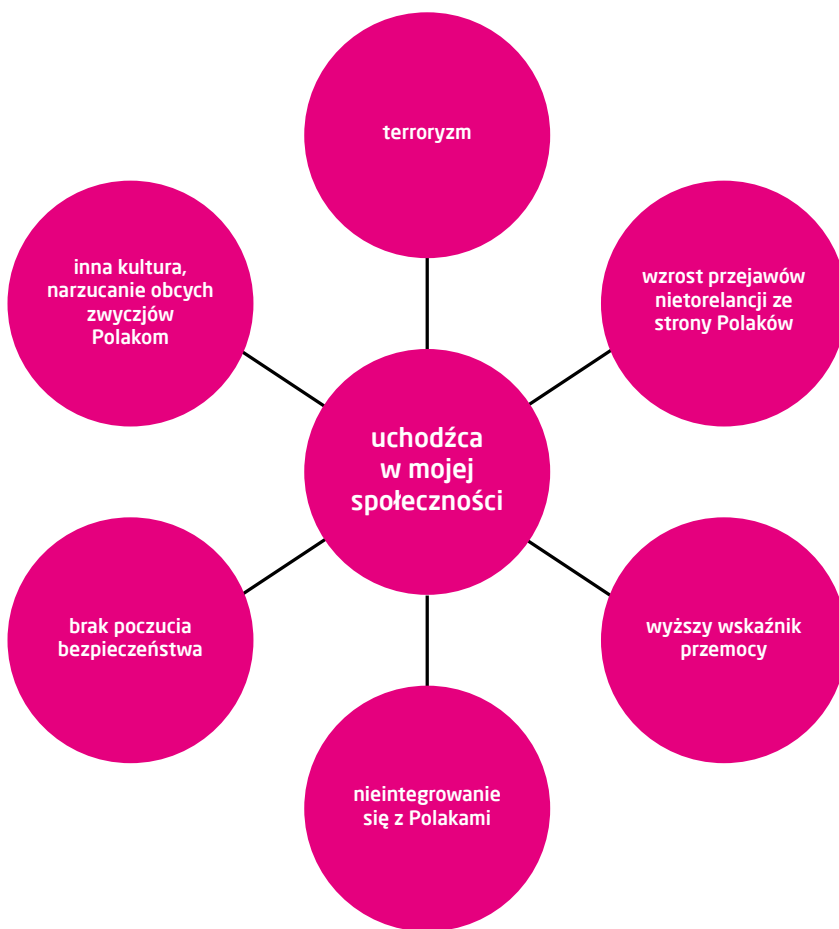 terroryzm
inna kultura,
narzucanie obcych
zwyczjów
Polakom
wzrost przejawów
nietorelancji ze
strony Polaków
uchodźca
w mojej
społeczności
brak poczucia
bezpieczeństwa
wyższy wskaźnik
przemocy
nieintegrowanie
się z Polakami